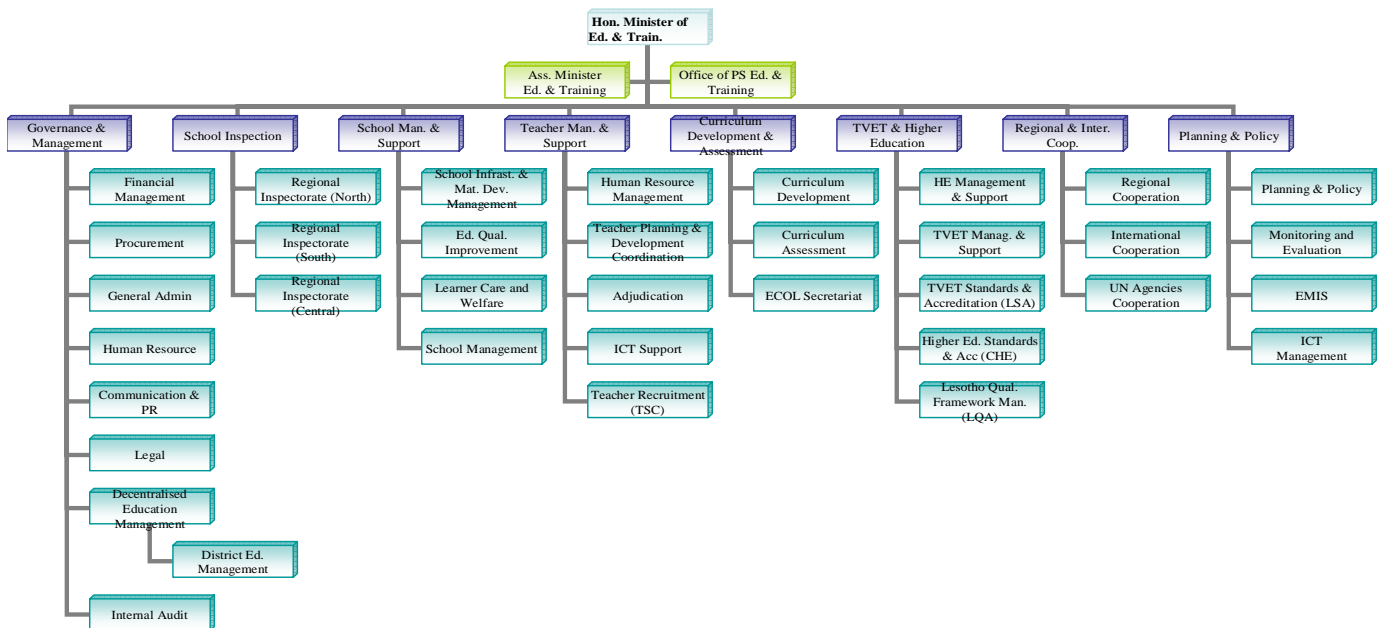 Hon. Minister of
Ed. & Train.
Ass. Minister
Ed. & Training
Office of PS Ed. &
Training
Governance &
Management
School Inspection
School Man. &
Support
Teacher Man. &
Support
Curriculum
Development &
Assessment
TVET & Higher
Education
Regional & Inter.
Coop.
Planning & Policy
Financial
Management
Procurement
General Admin
Human Resource
Communication &
PR
Legal
Decentralised
Education
Management
District Ed.
Management
Internal Audit
Regional
Inspectorate (North)
Regional
Inspectorate
(South)
Regional
Inspectorate
(Central)
School Infrast. &
Mat. Dev.
Management
Ed. Qual.
Improvement
Learner Care and
Welfare
School Management
Human Resource
Management
Teacher Planning &
Development
Coordination
Adjudication
ICT Support
Teacher Recruitment
(TSC)
Curriculum
Development
Curriculum
Assessment
ECOL Secretariat
HE Management
& Support
TVET Manag. &
Support
TVET Standards &
Accreditation (LSA)
Higher Ed. Standards
& Acc (CHE)
Lesotho Qual.
Framework Man.
(LQA)
Regional
Cooperation
International
Cooperation
UN Agencies
Cooperation
Planning & Policy
Monitoring and
Evaluation
EMIS
ICT
Management